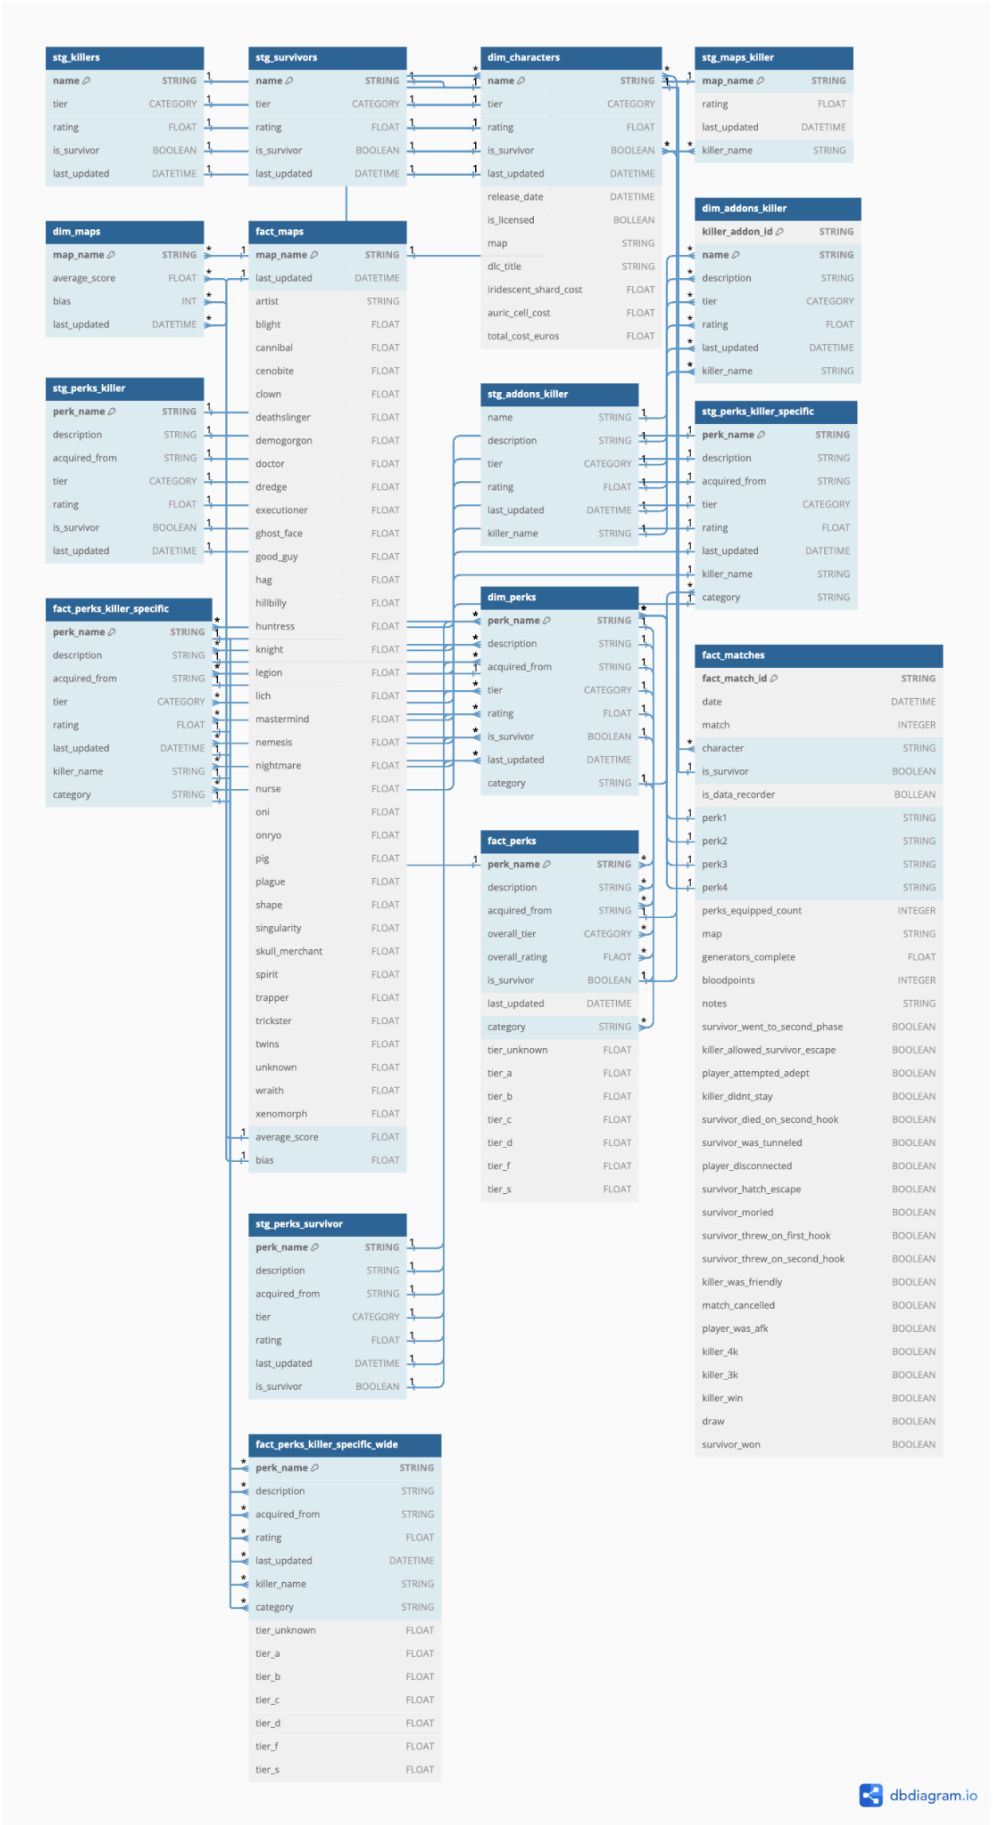 stg_killers
name STRING
tier CATEGORY
rating FLOAT
is_survivor BOOLEAN
last_updated DATETIME
stg_survivors
name STRING
tier CATEGORY
rating FLOAT
is_survivor BOOLEAN
last_updated DATETIME
dim_characters
name STRING
tier CATEGORY
rating FLOAT
is_survivor BOOLEAN
last_updated DATETIME
release_date DATETIME
is_licensed BOLLEAN
map STRING
dlc_title STRING
iridescent_shard_cost FLOAT
auric_cell_cost FLOAT
total_cost_euros FLOAT
stg_maps_killer
map_name STRING
rating FLOAT
last_updated DATETIME
killer_name STRING
dim_maps
map_name STRING
average_score FLOAT
bias INT
last_updated DATETIME
fact_maps
map_name STRING
last_updated DATETIME
artist STRING
blight FLOAT
cannibal FLOAT
cenobite FLOAT
clown FLOAT
deathslinger FLOAT
demogorgon FLOAT
doctor FLOAT
dredge FLOAT
executioner FLOAT
ghost_face FLOAT
good_guy FLOAT
hag FLOAT
hillbilly FLOAT
huntress FLOAT
knight FLOAT
legion FLOAT
lich FLOAT
mastermind FLOAT
nemesis FLOAT
nightmare FLOAT
nurse FLOAT
oni FLOAT
onryo FLOAT
pig FLOAT
plague FLOAT
shape FLOAT
singularity FLOAT
skull_merchant FLOAT
spirit FLOAT
trapper FLOAT
trickster FLOAT
twins FLOAT
unknown FLOAT
wraith FLOAT
xenomorph FLOAT
average_score FLOAT
bias FLOAT
dim_addons_killer
killer_addon_id STRING
name STRING
description STRING
tier CATEGORY
rating FLOAT
last_updated DATETIME
killer_name STRING
stg_perks_killer
perk_name STRING
description STRING
acquired_from STRING
tier CATEGORY
rating FLOAT
is_survivor BOOLEAN
last_updated DATETIME
stg_addons_killer
name STRING
description STRING
tier CATEGORY
rating FLOAT
last_updated DATETIME
killer_name STRING
stg_perks_killer_specific
perk_name STRING
description STRING
acquired_from STRING
tier CATEGORY
rating FLOAT
last_updated DATETIME
killer_name STRING
category STRING
fact_perks_killer_specific
perk_name STRING
description STRING
acquired_from STRING
tier CATEGORY
rating FLOAT
last_updated DATETIME
killer_name STRING
category STRING
dim_perks
perk_name STRING
description STRING
acquired_from STRING
tier CATEGORY
rating FLOAT
is_survivor BOOLEAN
last_updated DATETIME
category STRING
fact_matches
fact_match_id STRING
date DATETIME
match INTEGER
character STRING
is_survivor BOOLEAN
is_data_recorder BOLLEAN
perk1 STRING
perk2 STRING
perk3 STRING
perk4 STRING
perks_equipped_count INTEGER
map STRING
generators_complete FLOAT
bloodpoints INTEGER
notes STRING
survivor_went_to_second_phase BOOLEAN
killer_allowed_survivor_escape BOOLEAN
player_attempted_adept BOOLEAN
killer_didnt_stay BOOLEAN
survivor_died_on_second_hook BOOLEAN
survivor_was_tunneled BOOLEAN
player_disconnected BOOLEAN
survivor_hatch_escape BOOLEAN
survivor_moried BOOLEAN
survivor_threw_on_first_hook BOOLEAN
survivor_threw_on_second_hook BOOLEAN
killer_was_friendly BOOLEAN
match_cancelled BOOLEAN
player_was_afk BOOLEAN
killer_4k BOOLEAN
killer_3k BOOLEAN
killer_win BOOLEAN
draw BOOLEAN
survivor_won BOOLEAN
fact_perks
perk_name STRING
description STRING
acquired_from STRING
overall_tier CATEGORY
overall_rating FLAOT
is_survivor BOOLEAN
last_updated DATETIME
category STRING
tier_unknown FLOAT
tier_a FLOAT
tier_b FLOAT
tier_c FLOAT
tier_d FLOAT
tier_f FLOAT
tier_s FLOAT
stg_perks_survivor
perk_name STRING
description STRING
acquired_from STRING
tier CATEGORY
rating FLOAT
last_updated DATETIME
is_survivor BOOLEAN
fact_perks_killer_specific_wide
perk_name STRING
description STRING
acquired_from STRING
rating FLOAT
last_updated DATETIME
killer_name STRING
category STRING
tier_unknown FLOAT
tier_a FLOAT
tier_b FLOAT
tier_c FLOAT
tier_d FLOAT
tier_f FLOAT
tier_s FLOAT
dbdiagram.io